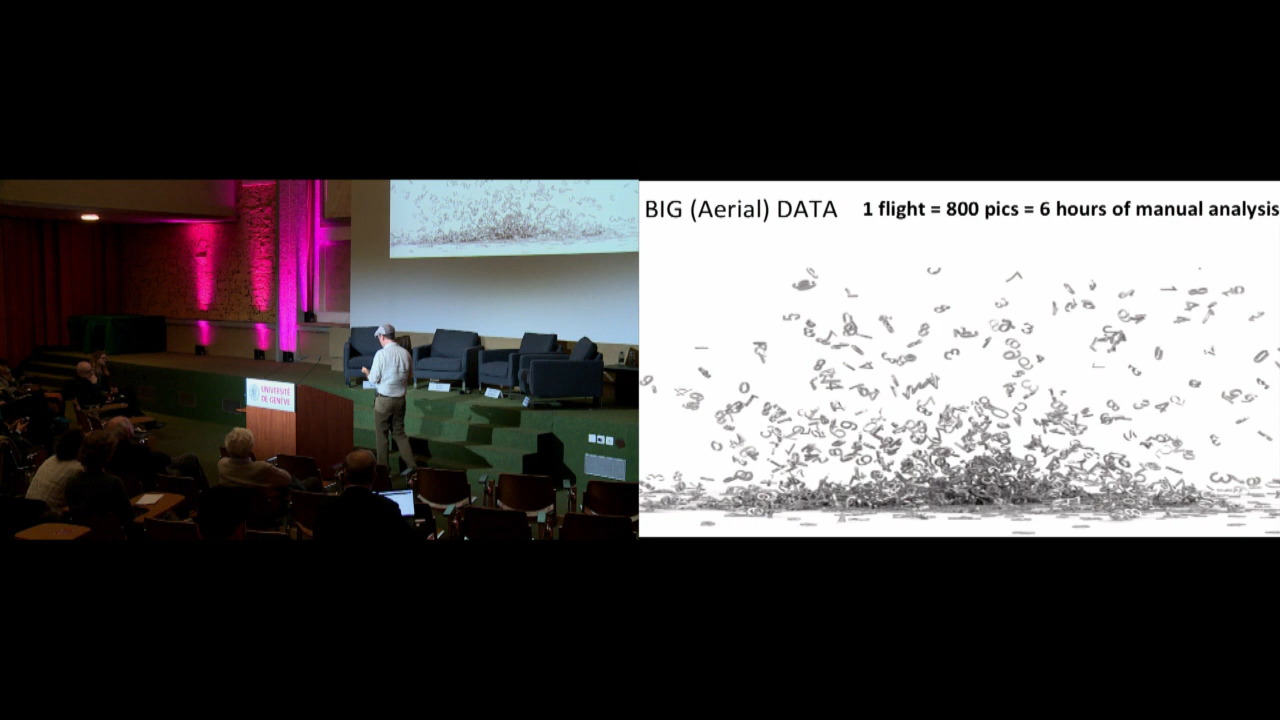 UNIVERSITÉ
DE GENÈVE
BIG (Aerial) DATA
1 flight = 800 pics = 6 hours of manual analysis